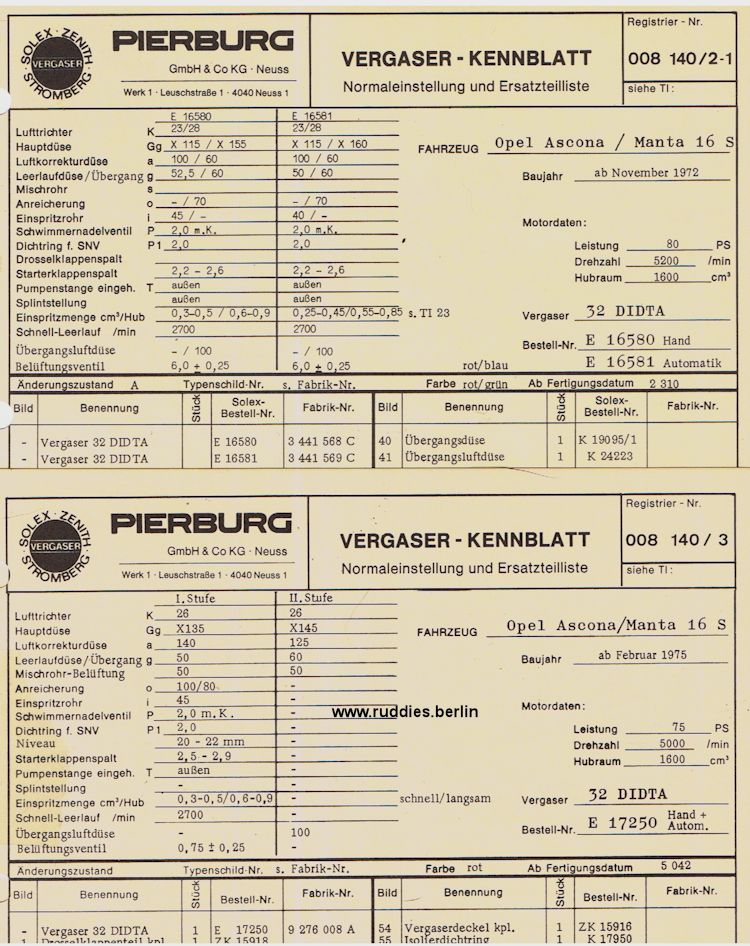 SOLEX · ZENITH
VERGASER
STROMBERG
PIERBURG
GmbH & Co KG · Neuss
Werk 1 · Leuschstraße 1 · 4040 Neuss 1
VERGASER - KENNBLATT
Normaleinstellung und Ersatzteilliste
Registrier - Nr.
008 140/2-1
siehe TI:
E 16580 E 16581
Lufttrichter K 23/28 23/28
Hauptdüse Gg X 115 / X 155 X 115 / X 160
Luftkorrekturdüse a 100 / 60 100 / 60
Leerlaufdüse/Übergang g 52,5 / 60 50 / 60
Mischrohr s
Anreicherung o - / 70 - / 70
Einspritzrohr i 45 / - 40 / -
Schwimmernadelventil P 2,0 m.K. 2,0 m.K.
Dichtring f. SNV P1 2,0 2,0
Drosselklappenspalt
Starterklappenspalt 2,2 - 2,6 2,2 - 2,6
Pumpenstange eingeh. T außen außen
Splintstellung außen außen
Einspritzmenge cm³/Hub 0,3-0,5 / 0,6-0,9 0,25-0,45/0,55-0,85 s. TI 23
Schnell-Leerlauf /min 2700 2700
Übergangsluftdüse - / 100 - / 100
Belüftungsventil 6,0 ± 0,25 6,0 ± 0,25 rot/blau
FAHRZEUG Opel Ascona / Manta 16 S
Baujahr ab November 1972
Motordaten:
Leistung 80 PS
Drehzahl 5200 /min
Hubraum 1600 cm³
Vergaser 32 DIDTA
Bestell-Nr. E 16580 Hand
E 16581 Automatik
Änderungszustand A Typenschild-Nr. s. Fabrik-Nr. Farbe rot/grün Ab Fertigungsdatum 2 310
Bild Benennung Stück Solex-Bestell-Nr. Fabrik-Nr. Bild Benennung Stück Solex-Bestell-Nr. Fabrik-Nr.
- Vergaser 32 DIDTA E 16580 3 441 568 C 40 Übergangsdüse 1 K 19095/1
- Vergaser 32 DIDTA E 16581 3 441 569 C 41 Übergangsluftdüse 1 K 24223
SOLEX · ZENITH
VERGASER
STROMBERG
PIERBURG
GmbH & Co KG · Neuss
Werk 1 · Leuschstraße 1 · 4040 Neuss 1
VERGASER - KENNBLATT
Normaleinstellung und Ersatzteilliste
Registrier - Nr.
008 140 / 3
siehe TI:
I. Stufe II. Stufe
Lufttrichter K 26 26
Hauptdüse Gg X135 X145
Luftkorrekturdüse a 140 125
Leerlaufdüse/Übergang g 50 60
Mischrohr-Belüftung 50 50
Anreicherung o 100/80 -
Einspritzrohr i 45 -
Schwimmernadelventil P 2,0 m.K. -
Dichtring f. SNV P1 2,0 -
Niveau 20 - 22 mm -
Starterklappenspalt 2,5 - 2,9 -
Pumpenstange eingeh. T außen -
Splintstellung - -
Einspritzmenge cm³/Hub 0,3-0,5/0,6-0,9 - schnell/langsam
Schnell-Leerlauf /min 2700 -
Übergangsluftdüse - 100
Belüftungsventil 0,75 ± 0,25 -
FAHRZEUG Opel Ascona/Manta 16 S
Baujahr ab Februar 1975
www.ruddies.berlin
Motordaten:
Leistung 75 PS
Drehzahl 5000 /min
Hubraum 1600 cm³
Vergaser 32 DIDTA
Bestell-Nr. E 17250 Hand + Autom.
Änderungszustand Typenschild-Nr. s. Fabrik-Nr. Farbe rot Ab Fertigungsdatum 5 042
Bild Benennung Stück Bestell-Nr. Fabrik-Nr. Bild Benennung Stück Bestell-Nr. Fabrik-Nr.
- Vergaser 32 DIDTA 1 E 17250 9 276 008 A 54 Vergaserdeckel kpl. 1 ZK 15916
1 Drosselklappenteil kpl 1 ZK 15918 55 Isolierdichtring 1 K 17950